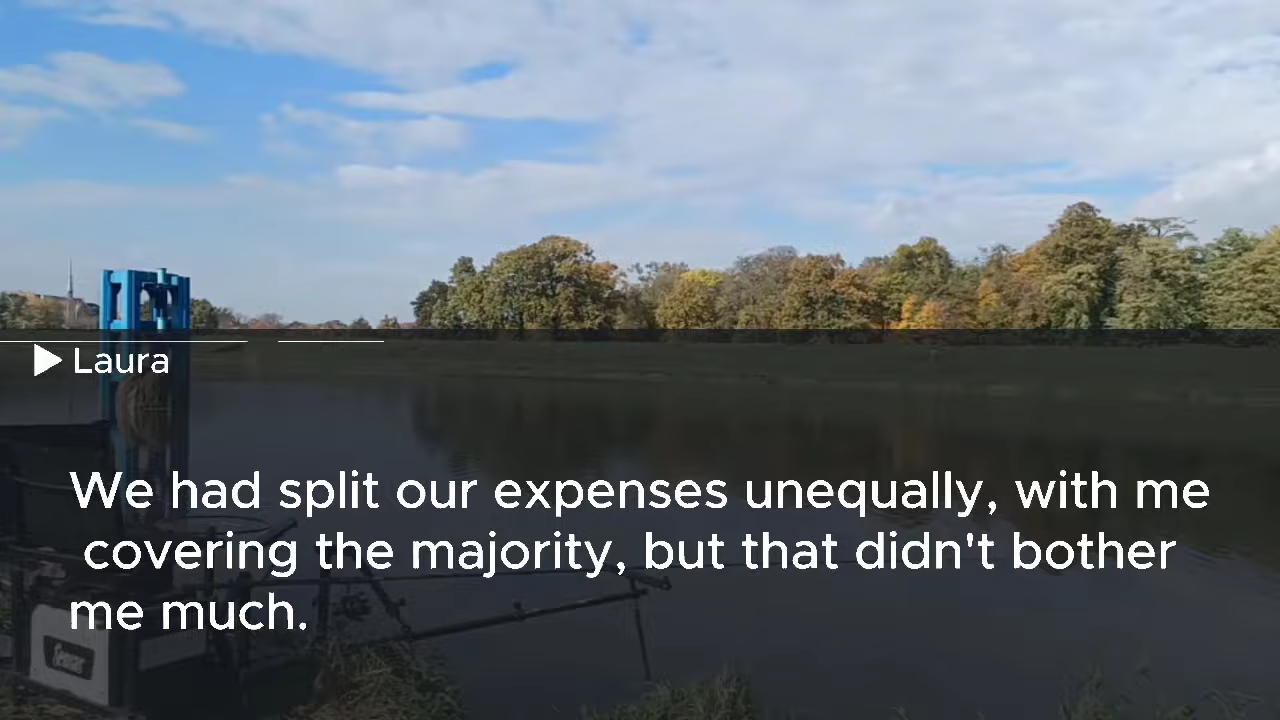 Laura
We had split our expenses unequally, with me
covering the majority, but that didn't bother
me much.